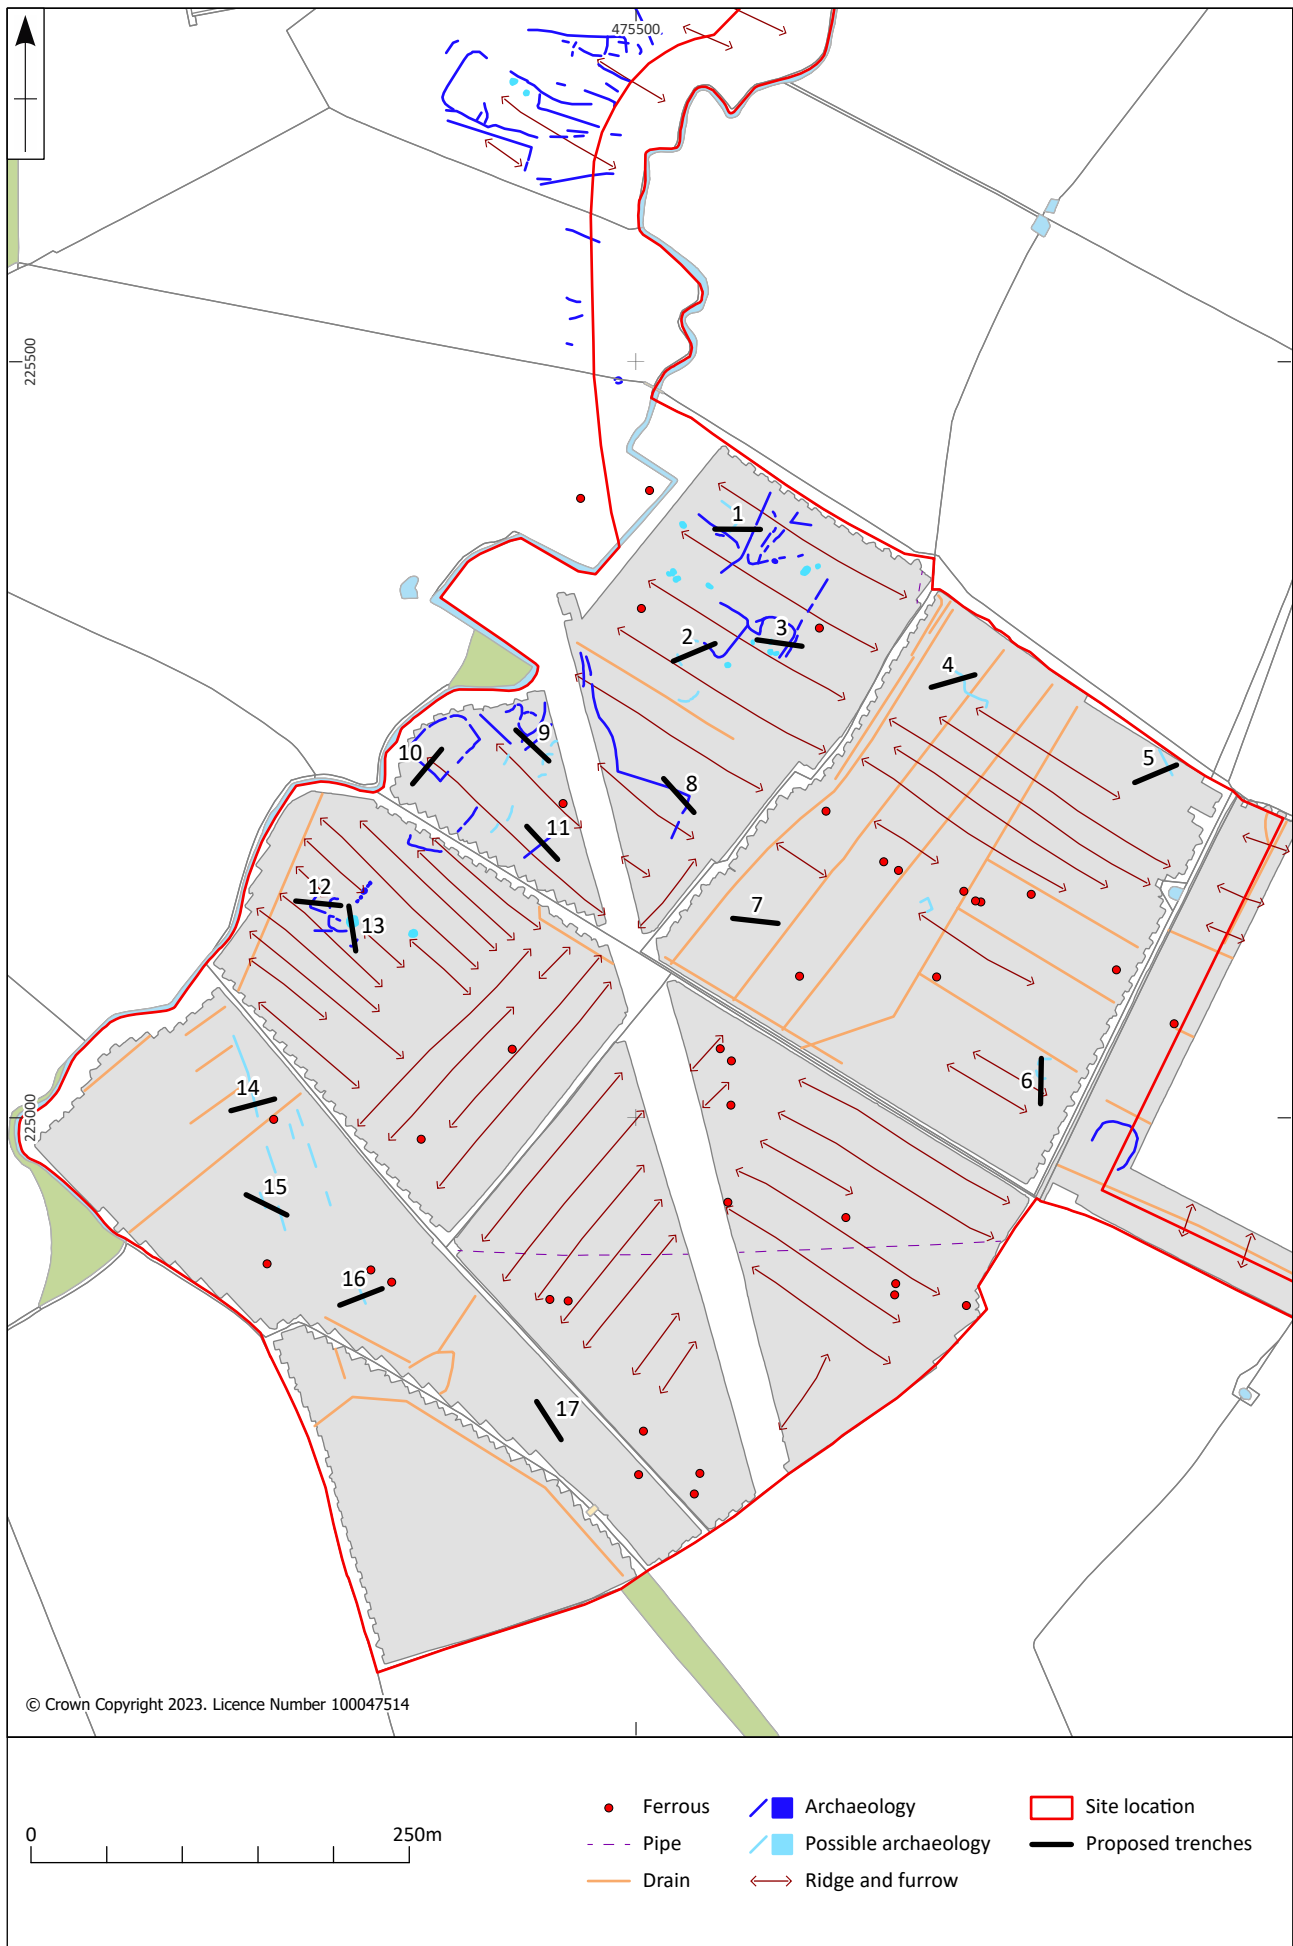 475500
225500
1
2
3
4
5
8
9
10
11
7
12
13
6
14
15
16
17
225000
© Crown Copyright 2023. Licence Number 100047514
0 250m
Ferrous
Pipe
Drain
Archaeology
Possible archaeology
Ridge and furrow
Site location
Proposed trenches